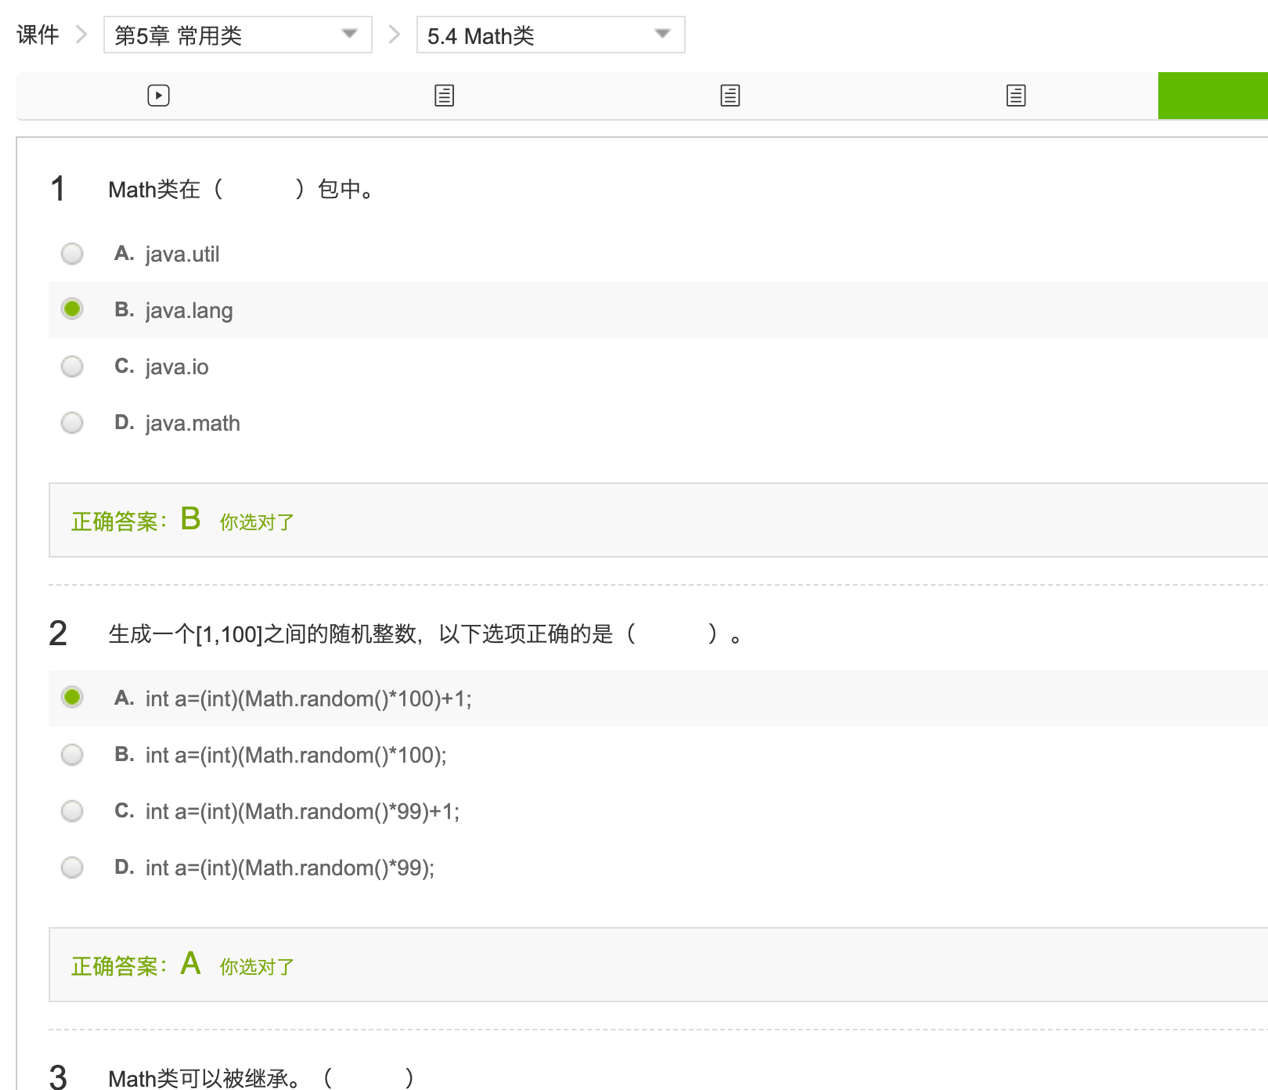 课件 第5章 常用类 5.4 Math类
1 Math类在（ ）包中。
A. java.util
B. java.lang
C. java.io
D. java.math
正确答案：B 你选对了
2 生成一个[1,100]之间的随机整数，以下选项正确的是（ ）。
A. int a=(int)(Math.random()*100)+1;
B. int a=(int)(Math.random()*100);
C. int a=(int)(Math.random()*99)+1;
D. int a=(int)(Math.random()*99);
正确答案：A 你选对了
3 Math类可以被继承。（ ）